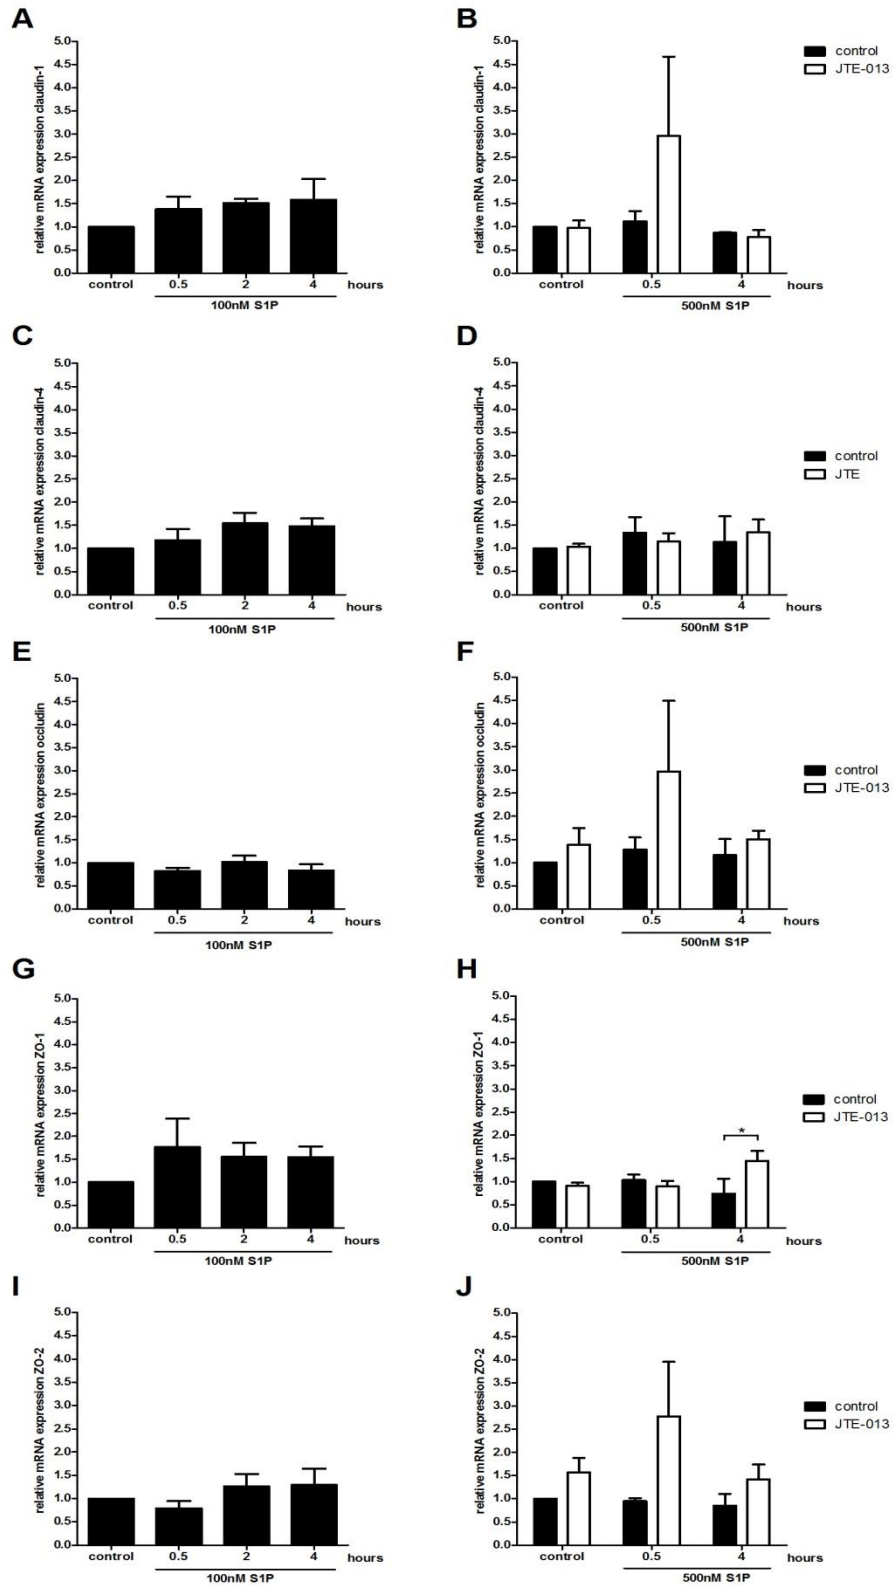 A
relative mRNA expression claudin-1
5.0
4.5
4.0
3.5
3.0
2.5
2.0
1.5
1.0
0.5
0.0
control 0.5 2 4 hours
100nM S1P
B
relative mRNA expression claudin-1
5.0
4.5
4.0
3.5
3.0
2.5
2.0
1.5
1.0
0.5
0.0
control 0.5 4 hours
500nM S1P
control
JTE-013
C
relative mRNA expression claudin-4
5.0
4.5
4.0
3.5
3.0
2.5
2.0
1.5
1.0
0.5
0.0
control 0.5 2 4 hours
100nM S1P
D
relative mRNA expression claudin-4
5.0
4.5
4.0
3.5
3.0
2.5
2.0
1.5
1.0
0.5
0.0
control 0.5 4 hours
500nM S1P
control
JTE
E
relative mRNA expression occludin
5.0
4.5
4.0
3.5
3.0
2.5
2.0
1.5
1.0
0.5
0.0
control 0.5 2 4 hours
100nM S1P
F
relative mRNA expression occludin
5.0
4.5
4.0
3.5
3.0
2.5
2.0
1.5
1.0
0.5
0.0
control 0.5 4 hours
500nM S1P
control
JTE-013
G
relative mRNA expression ZO-1
5.0
4.5
4.0
3.5
3.0
2.5
2.0
1.5
1.0
0.5
0.0
control 0.5 2 4 hours
100nM S1P
H
relative mRNA expression ZO-1
5.0
4.5
4.0
3.5
3.0
2.5
2.0
1.5
1.0
0.5
0.0
*
control 0.5 4 hours
500nM S1P
control
JTE-013
I
relative mRNA expression ZO-2
5.0
4.5
4.0
3.5
3.0
2.5
2.0
1.5
1.0
0.5
0.0
control 0.5 2 4 hours
100nM S1P
J
relative mRNA expression ZO-2
5.0
4.5
4.0
3.5
3.0
2.5
2.0
1.5
1.0
0.5
0.0
control 0.5 4 hours
500nM S1P
control
JTE-013